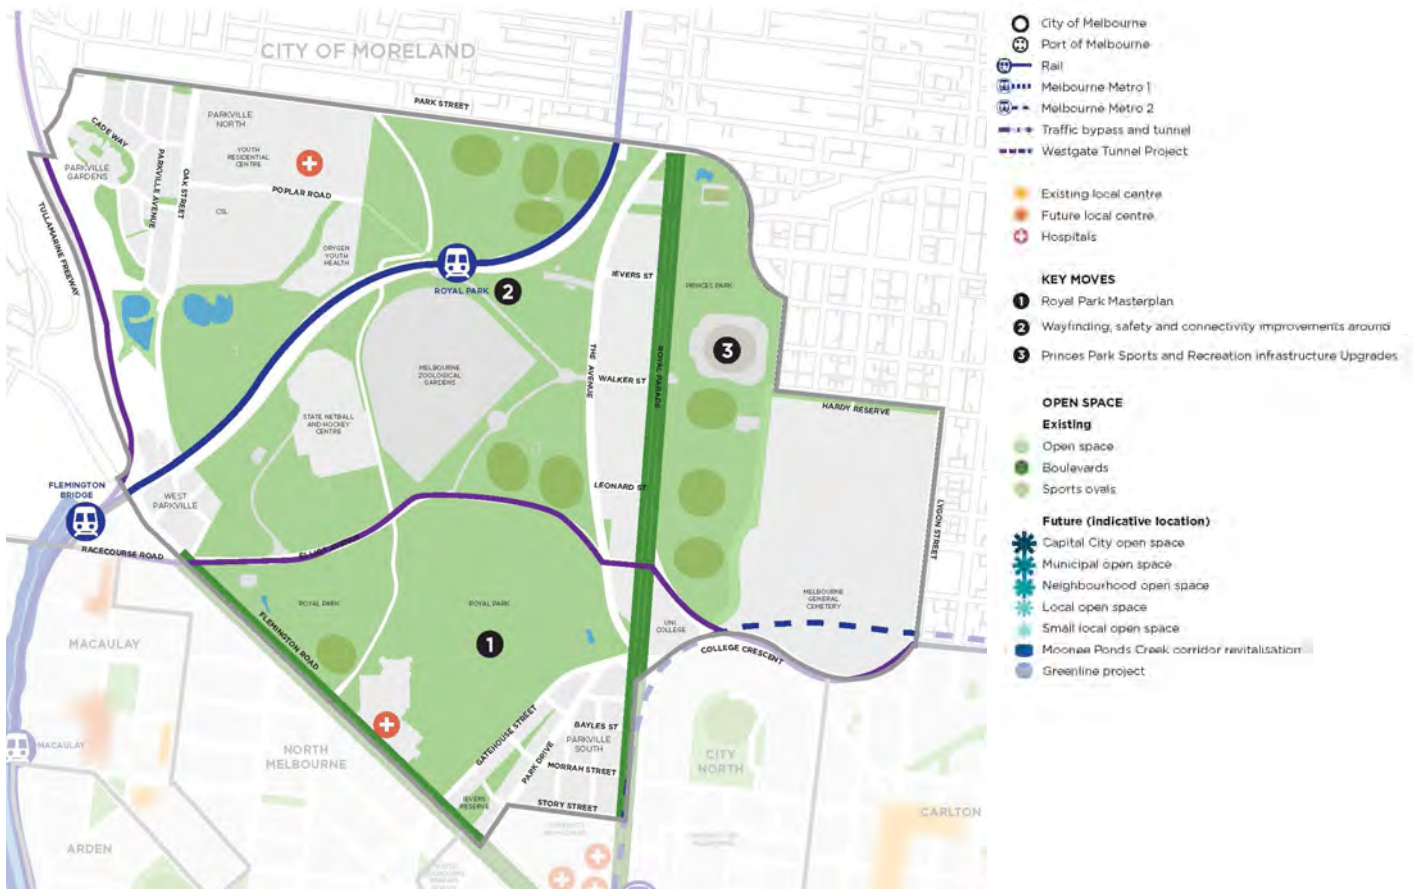 CITY OF MORELAND
PARK STREET
PARKVILLE
NORTH
CADE WAY
YOUTH
RESIDENTIAL
CENTRE
PARKVILLE
GARDENS
PARKVILLE AVENUE
OAK STREET
POPLAR ROAD
CSL
TULLAMARINE FREEWAY
ORYGEN
YOUTH
HEALTH
ROYAL PARK
2
IEVERS ST
PRINCES PARK
ROYAL PARADE
THE AVENUE
3
MELBOURNE
ZOOLOGICAL
GARDENS
WALKER ST
STATE NETBALL
AND HOCKEY
CENTRE
HARDY RESERVE
LEONARD ST
FLEMINGTON
BRIDGE
WEST
PARKVILLE
LYGON STREET
RACECOURSE ROAD
MELBOURNE
GENERAL
CEMETERY
ROYAL PARK
ROYAL PARK
FLEMINGTON ROAD
UNI
COLLEGE
1
COLLEGE CRESCENT
MACAULAY
GATEHOUSE STREET
BAYLES ST
PARKVILLE
SOUTH
MACAULAY
NORTH
MELBOURNE
PARK DRIVE
MORRAH STREET
CITY
NORTH
IEVERS
RESERVE
STORY STREET
CARLTON
ARDEN
City of Melbourne
Port of Melbourne
Rail
Melbourne Metro 1
Melbourne Metro 2
Traffic bypass and tunnel
Westgate Tunnel Project
Existing local centre
Future local centre
Hospitals
KEY MOVES
1 Royal Park Masterplan
2 Wayfinding, safety and connectivity improvements around
3 Princes Park Sports and Recreation infrastructure Upgrades
OPEN SPACE
Existing
Open space
Boulevards
Sports ovals
Future (indicative location)
Capital City open space
Municipal open space
Neighbourhood open space
Local open space
Small local open space
Moonee Ponds Creek corridor revitalisation
Greenline project